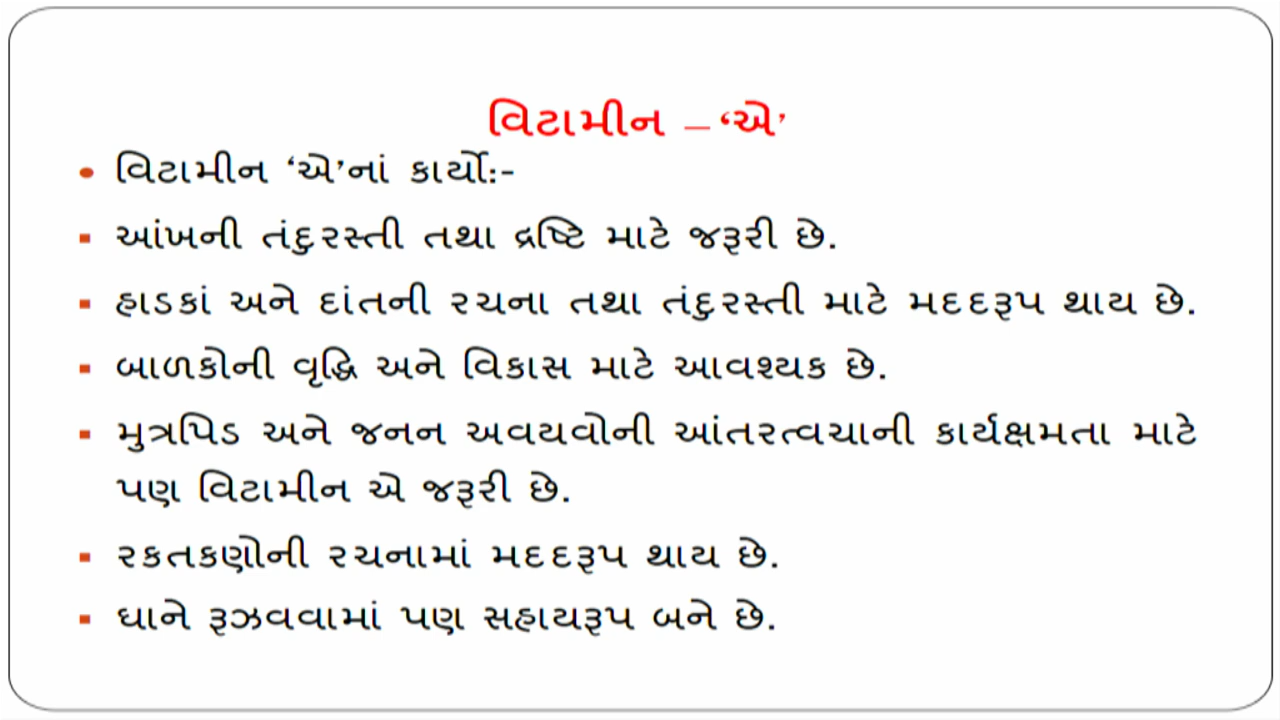 વિટામીન – ‘એ’
• વિટામીન ‘એ’નાં કાર્યોઃ-
▪ આંખની તંદુરસ્તી તથા દ્રષ્ટિ માટે જરૂરી છે.
▪ હાડકાં અને દાંતની રચના તથા તંદુરસ્તી માટે મદદરૂપ થાય છે.
▪ બાળકોની વૃદ્ધિ અને વિકાસ માટે આવશ્યક છે.
▪ મુત્રપિડ અને જનન અવયવોની આંતરત્વચાની કાર્યક્ષમતા માટે
પણ વિટામીન એ જરૂરી છે.
▪ રકતકણોની રચનામાં મદદરૂપ થાય છે.
▪ ઘાને રૂઝવવામાં પણ સહાયરૂપ બને છે.